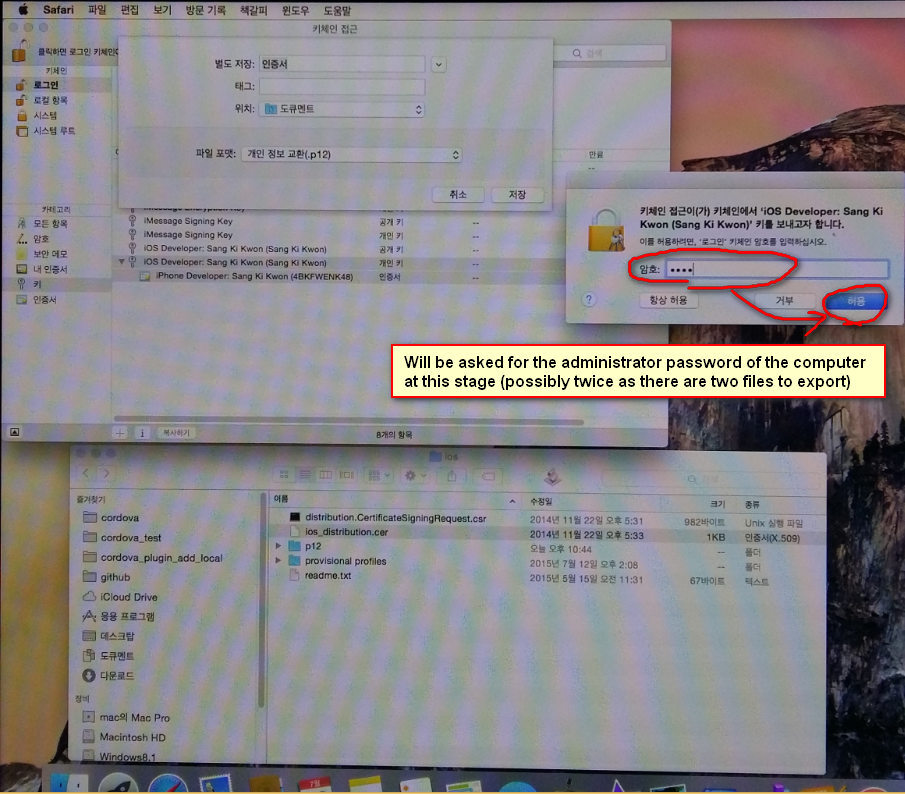 Safari 파일 편집 보기 방문 기록 책갈피 윈도우 도움말
키체인 접근
클릭하면 로그인 키체인이
검색
키체인
로그인
로컬 항목
시스템
시스템 루트
별도 저장: 인증서
태그:
위치: 도큐멘트
파일 포맷: 개인 정보 교환(.p12)
취소 저장
만료
--
카테고리
모든 항목
암호
보안 메모
내 인증서
키
인증서
iMessage Encryption Key 공개 키 --
iMessage Signing Key 공개 키 --
iMessage Signing Key 개인 키 --
iOS Developer: Sang Ki Kwon (Sang Ki Kwon) 공개 키 --
iOS Developer: Sang Ki Kwon (Sang Ki Kwon) 개인 키 --
iPhone Developer: Sang Ki Kwon (4BKFWENK48) 인증서
키체인 접근이(가) 키체인에서 'iOS Developer: Sang Ki
Kwon (Sang Ki Kwon)' 키를 보내고자 합니다.
이를 허용하려면, '로그인' 키체인 암호를 입력하십시오.
암호: ••••
? 항상 허용 거부 허용
Will be asked for the administrator password of the computer
at this stage (possibly twice as there are two files to export)
복사하기
8개의 항목
ios
즐겨찾기
cordova
cordova_test
cordova_plugin_add_local
github
iCloud Drive
응용 프로그램
데스크탑
도큐멘트
다운로드
장비
mac의 Mac Pro
Macintosh HD
Windows8.1
이름 수정일 크기 종류
distribution.CertificateSigningRequest.csr 2014년 11월 22일 오후 5:31 982바이트 Unix 실행 파일
ios_distribution.cer 2014년 11월 22일 오후 5:33 1KB 인증서(X.509)
p12 오늘 오후 10:44 -- 폴더
provisional profiles 2015년 7월 12일 오후 2:08 -- 폴더
readme.txt 2015년 5월 15일 오전 11:31 67바이트 텍스트
7월